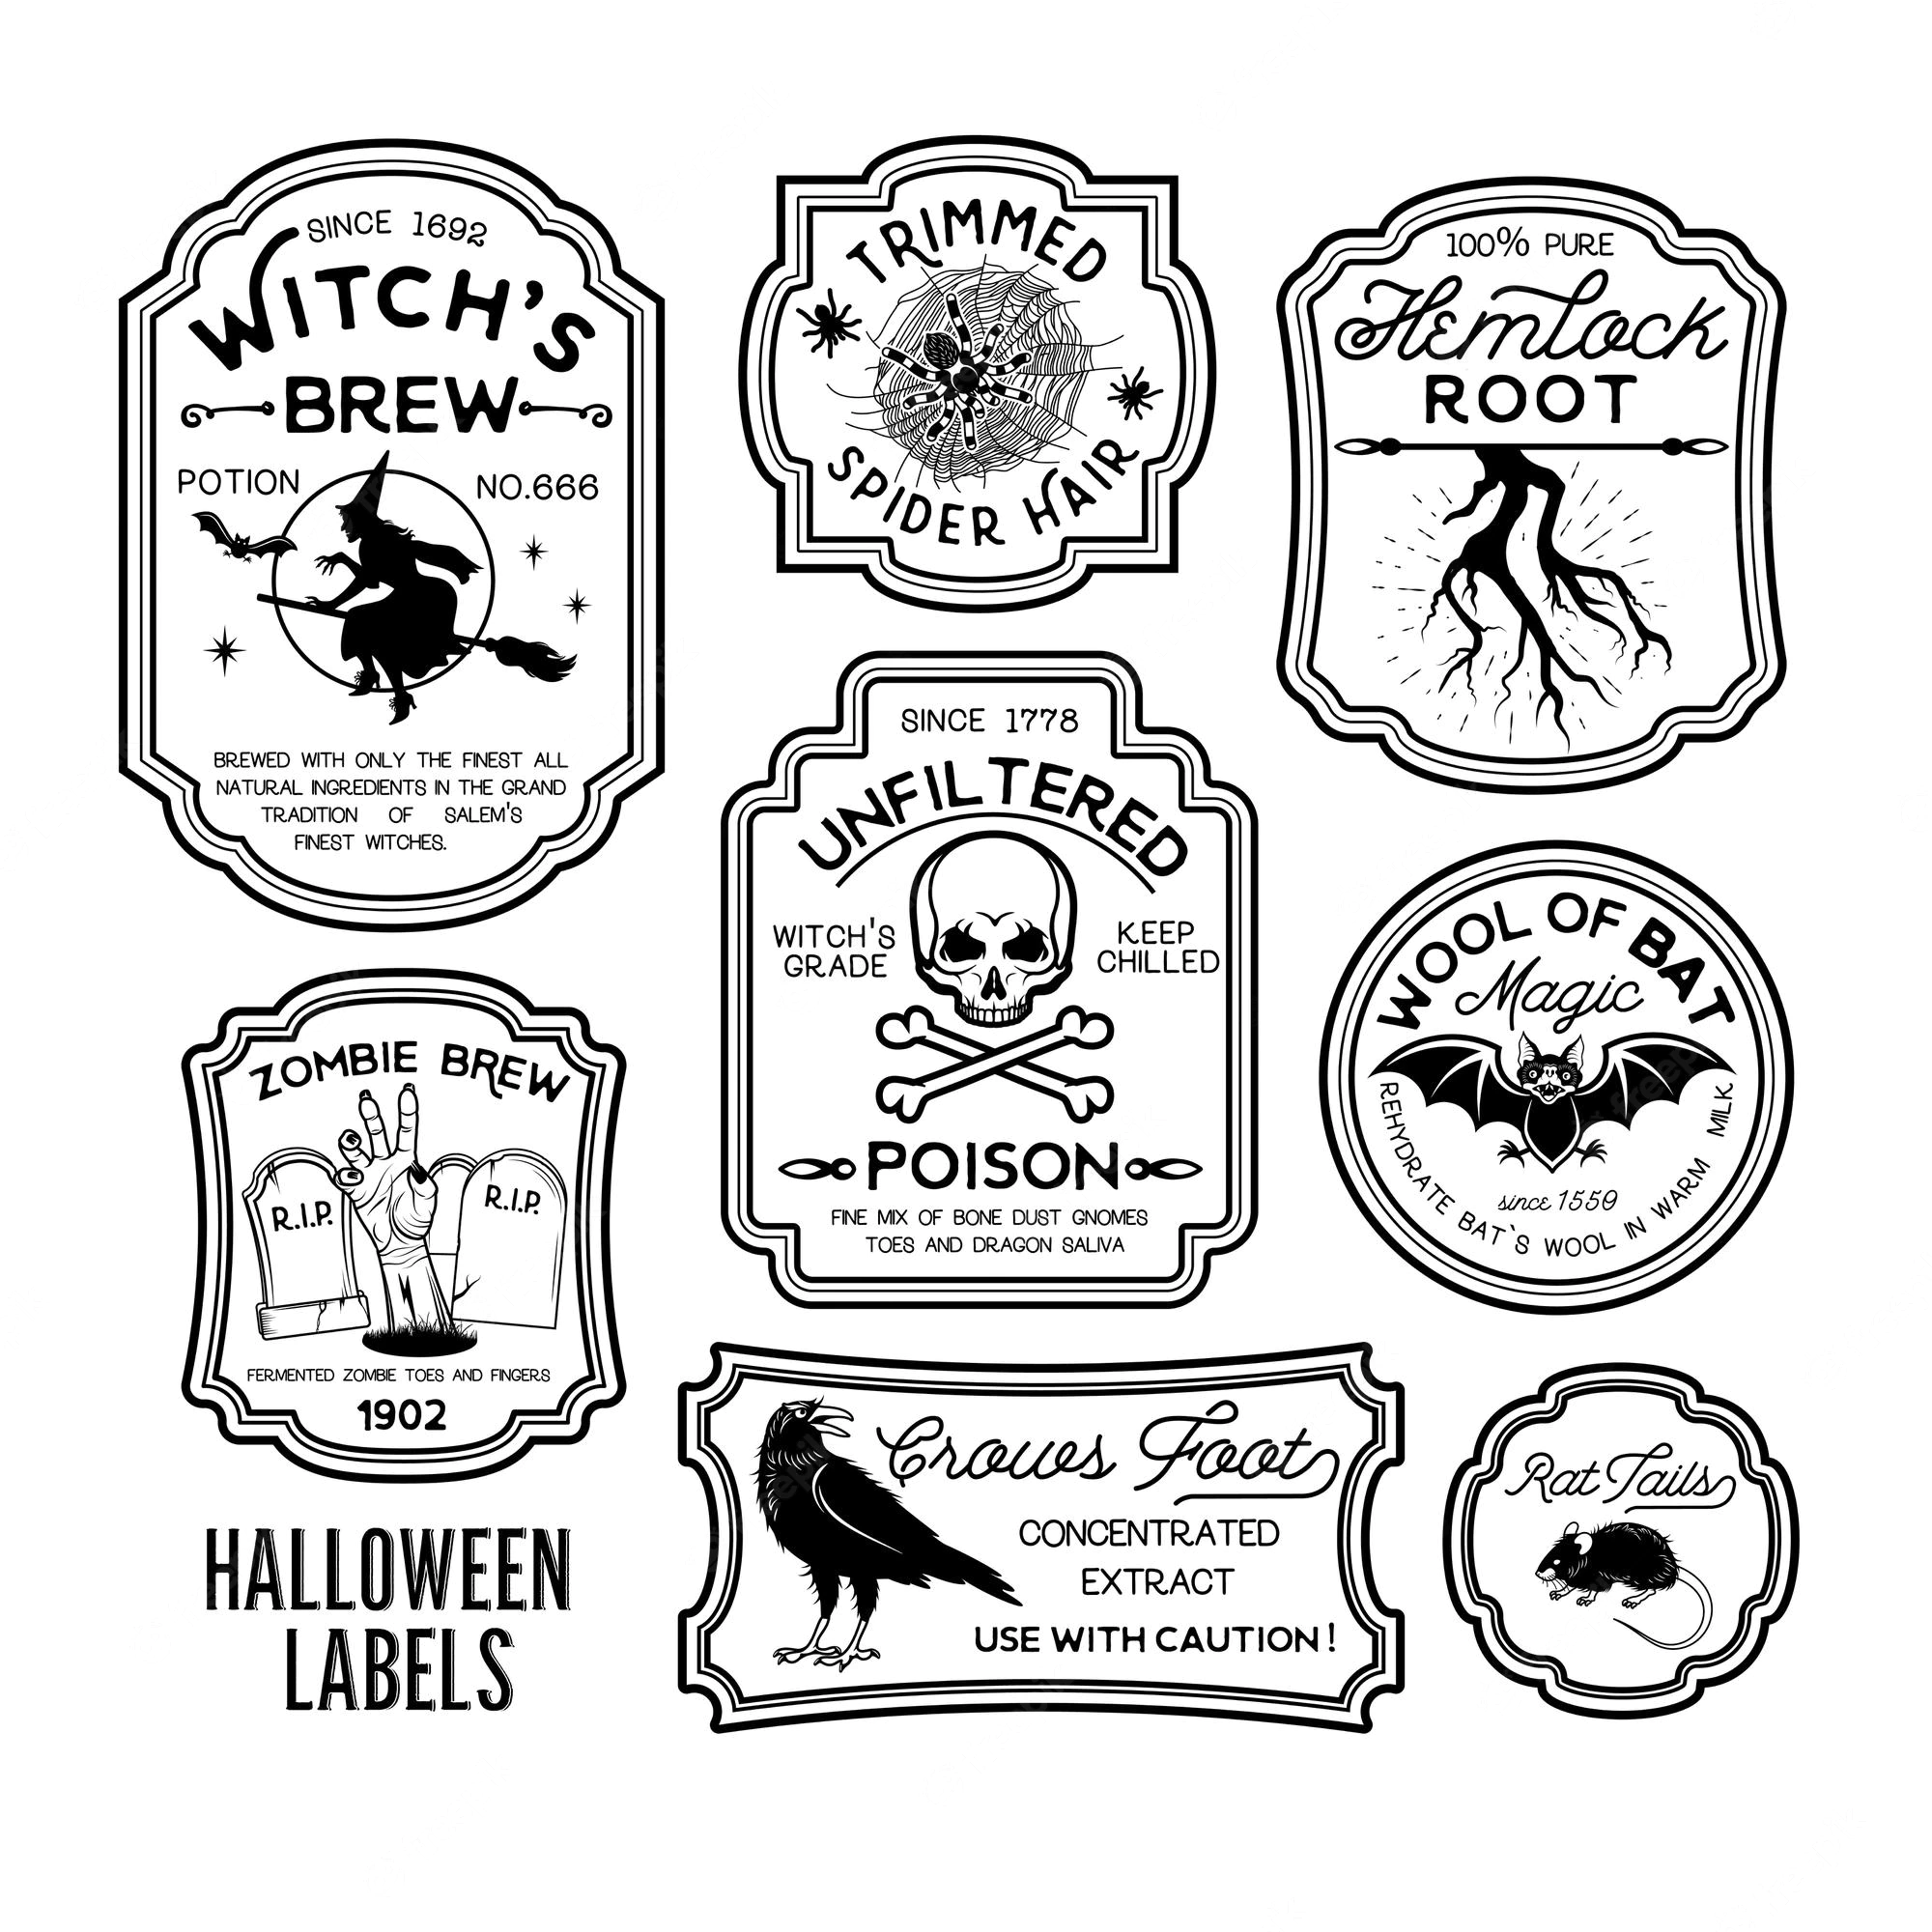 SINCE 1692
WITCH'S
BREW
POTION NO.666
BREWED WITH ONLY THE FINEST ALL
NATURAL INGREDIENTS IN THE GRAND
TRADITION OF SALEM'S
FINEST WITCHES.
TRIMMED
SPIDER HAIR
100% PURE
Hemlock
ROOT
SINCE 1778
UNFILTERED
WITCH'S
GRADE
KEEP
CHILLED
POISON
FINE MIX OF BONE DUST GNOMES
TOES AND DRAGON SALIVA
WOOL OF BAT
Magic
since 1559
REHYDRATE BAT`S WOOL IN WARM MILK
ZOMBIE BREW
R.I.P.
R.I.P.
FERMENTED ZOMBIE TOES AND FINGERS
1902
Crows Foot
CONCENTRATED
EXTRACT
USE WITH CAUTION!
Rat Tails
HALLOWEEN
LABELS